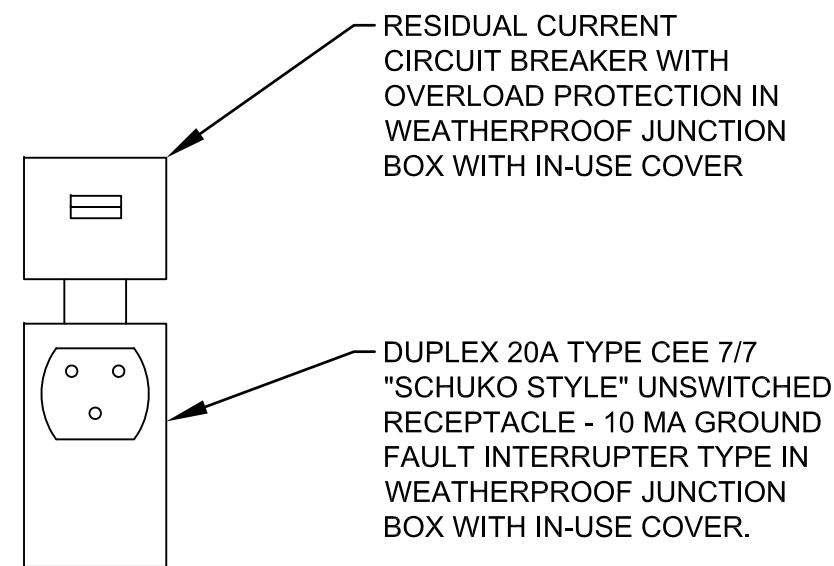 RESIDUAL CURRENT
CIRCUIT BREAKER WITH
OVERLOAD PROTECTION IN
WEATHERPROOF JUNCTION
BOX WITH IN-USE COVER
DUPLEX 20A TYPE CEE 7/7
"SCHUKO STYLE" UNSWITCHED
RECEPTACLE - 10 MA GROUND
FAULT INTERRUPTER TYPE IN
WEATHERPROOF JUNCTION
BOX WITH IN-USE COVER.